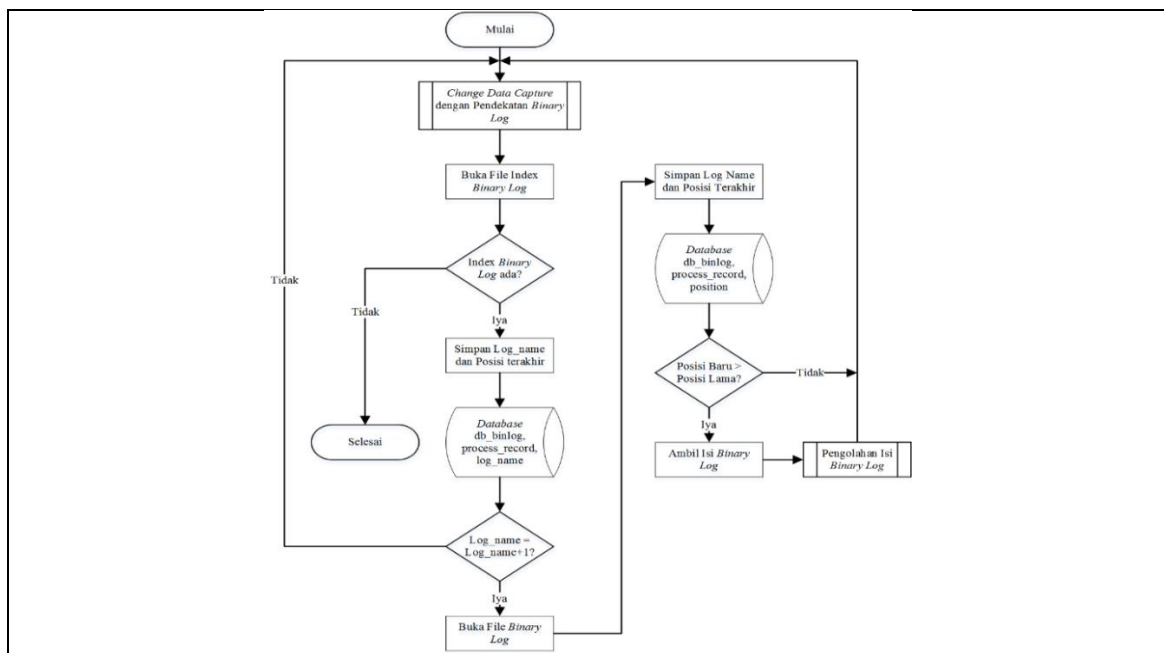 Mulai
Change Data Capture
dengan Pendekatan Binary
Log
Buka File Index
Binary Log
Index Binary
Log ada?
Tidak
Tidak
Iya
Simpan Log_name
dan Posisi terakhir
Selesai
Database
db_binlog,
process_record,
log_name
Log_name =
Log_name+1?
Iya
Buka File Binary
Log
Simpan Log Name
dan Posisi Terakhir
Database
db_binlog,
process_record,
position
Posisi Baru >
Posisi Lama?
Tidak
Iya
Ambil Isi Binary
Log
Pengolahan Isi
Binary Log